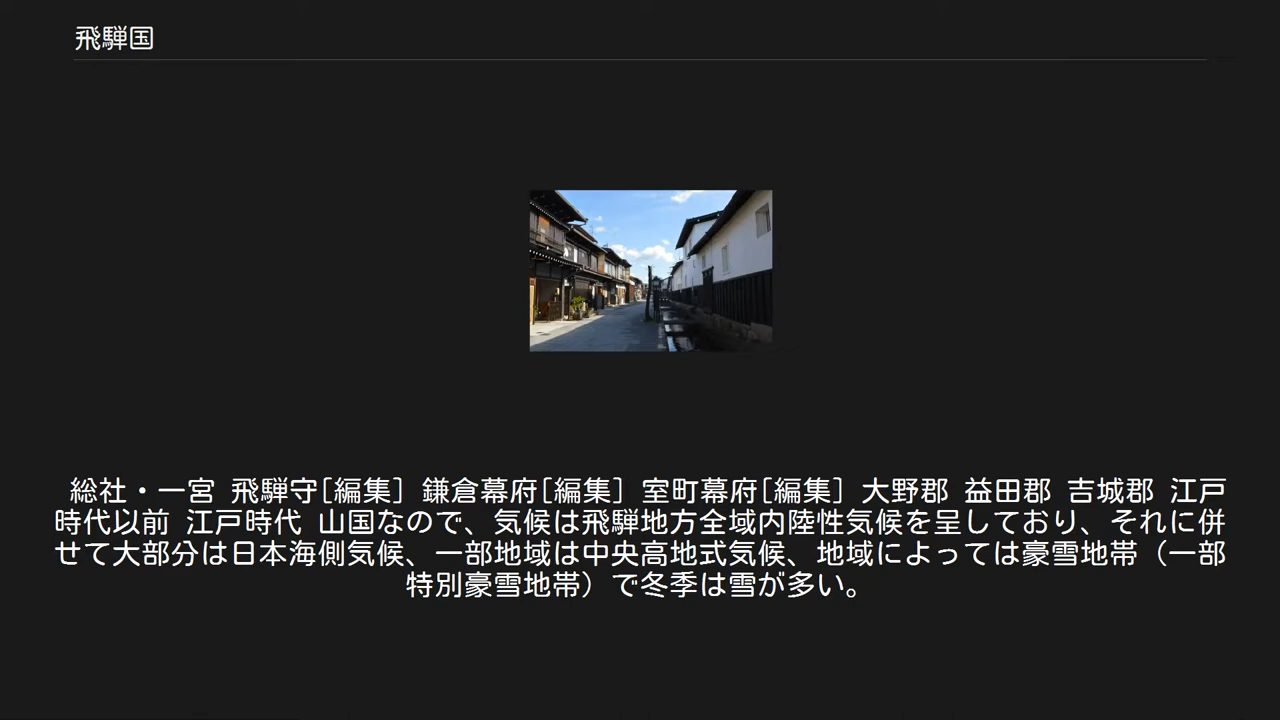 飛騨国
総社・一宮 飛騨守[編集] 鎌倉幕府[編集] 室町幕府[編集] 大野郡 益田郡 吉城郡 江戸
時代以前 江戸時代 山国なので、気候は飛騨地方全域内陸性気候を呈しており、それに併
せて大部分は日本海側気候、一部地域は中央高地式気候、地域によっては豪雪地帯（一部
特別豪雪地帯）で冬季は雪が多い。